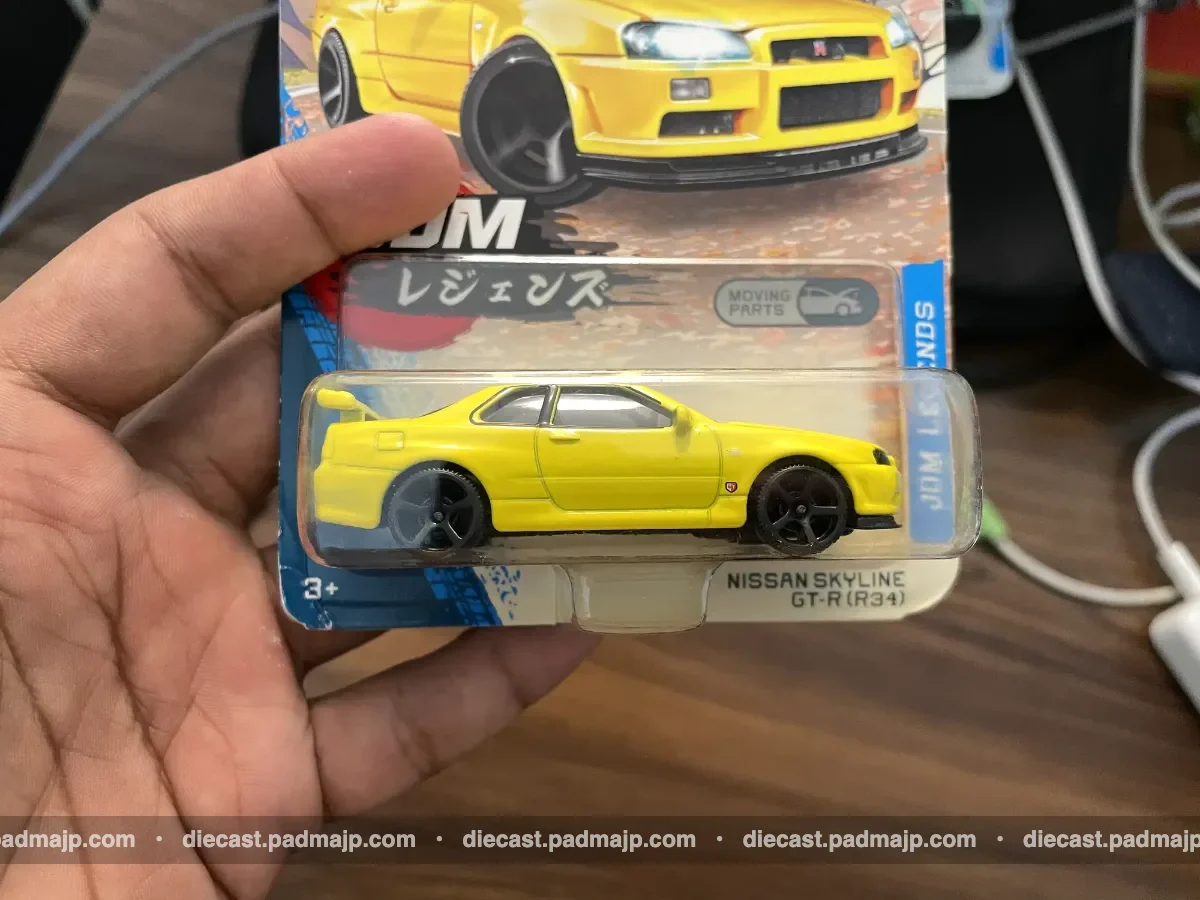 JDM
レジェンズ
MOVING
PARTS
JDM LEGENDS
3+
NISSAN SKYLINE
GT-R (R34)
padmajp.com • diecast.padmajp.com • diecast.padmajp.com • diecast.padmajp.com • diecast.padmajp